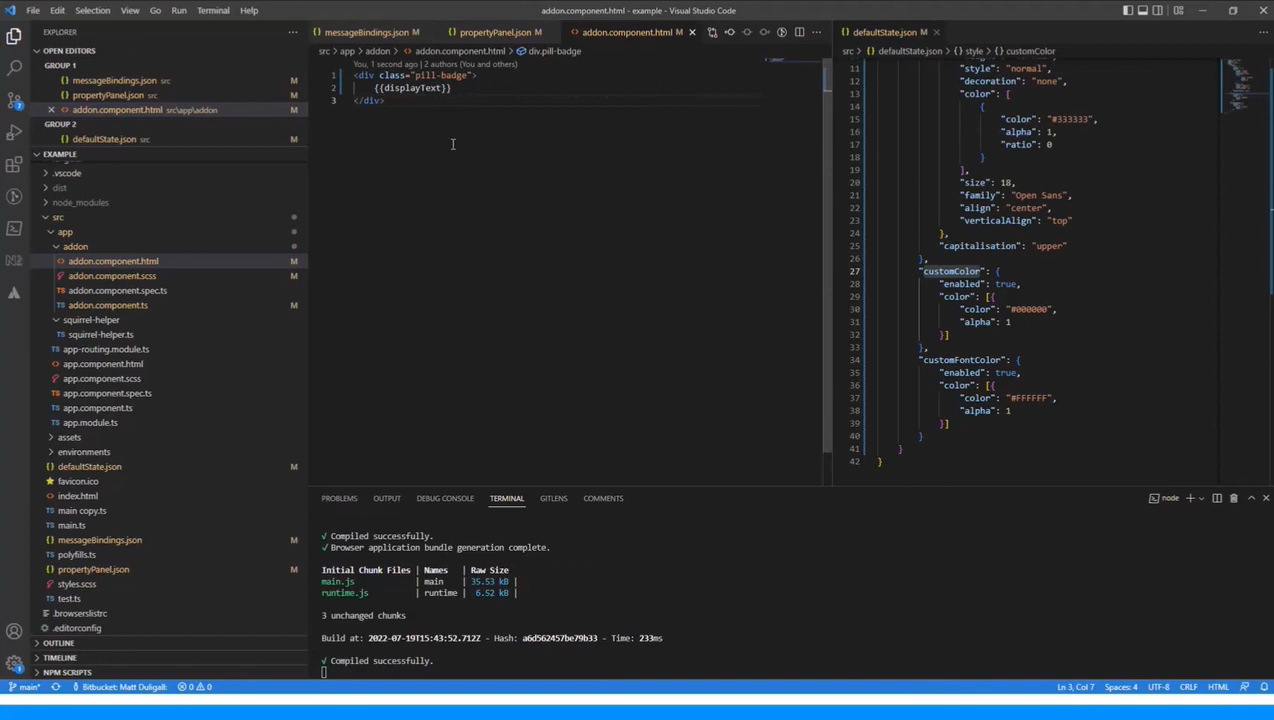 File Edit Selection View Go Run Terminal Help
addon.component.html - example - Visual Studio Code
EXPLORER
OPEN EDITORS
GROUP 1
messageBindings.json src
propertyPanel.json src
addon.component.html src\app\addon M
GROUP 2
defaultState.json src M
EXAMPLE
.vscode
dist
node_modules
src
app
addon
addon.component.html M
addon.component.scss M
addon.component.spec.ts
addon.component.ts M
squirrel-helper
squirrel-helper.ts
app-routing.module.ts
app.component.html
app.component.scss
app.component.spec.ts
app.component.ts
app.module.ts
assets
environments
defaultState.json M
favicon.ico
index.html
main copy.ts
main.ts
messageBindings.json M
polyfills.ts
propertyPanel.json M
styles.scss
test.ts
.browserslistrc
.editorconfig
OUTLINE
TIMELINE
NPM SCRIPTS
messageBindings.json M propertyPanel.json M addon.component.html M
src > app > addon > addon.component.html > div.pill-badge
You, 1 second ago | 2 authors (You and others)
1 <div class="pill-badge">
2 {{displayText}}
3 </div>
defaultState.json M
src > defaultState.json > style > customColor
11 "style": "normal",
12 "decoration": "none",
13 "color": [
14 {
15 "color": "#333333",
16 "alpha": 1,
17 "ratio": 0
18 }
19 ],
20 "size": 18,
21 "family": "Open Sans",
22 "align": "center",
23 "verticalAlign": "top"
24 },
25 "capitalisation": "upper"
26 },
27 "customColor": {
28 "enabled": true,
29 "color": [{
30 "color": "#000000",
31 "alpha": 1
32 }]
33 },
34 "customFontColor": {
35 "enabled": true,
36 "color": [{
37 "color": "#FFFFFF",
38 "alpha": 1
39 }]
40 }
41 }
42 }
PROBLEMS OUTPUT DEBUG CONSOLE TERMINAL GITLENS COMMENTS
node
√ Compiled successfully.
√ Browser application bundle generation complete.
Initial Chunk Files | Names | Raw Size
main.js | main | 35.53 kB |
runtime.js | runtime | 6.52 kB |
3 unchanged chunks
Build at: 2022-07-19T15:43:52.712Z - Hash: a6d562457be79b33 - Time: 233ms
√ Compiled successfully.
main* Bitbucket: Matt Duligall: 0 0
Ln 3, Col 7 Spaces: 4 UTF-8 CRLF HTML